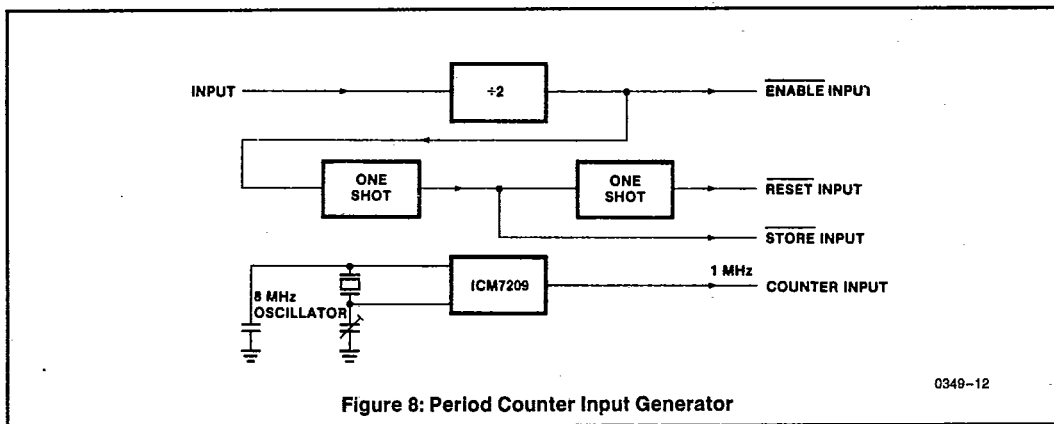 INPUT
÷2
ENABLE INPUT
ONE
SHOT
ONE
SHOT
RESET INPUT
STORE INPUT
8 MHz
OSCILLATOR
ICM7209
1 MHz
COUNTER INPUT
0349–12
Figure 8: Period Counter Input Generator